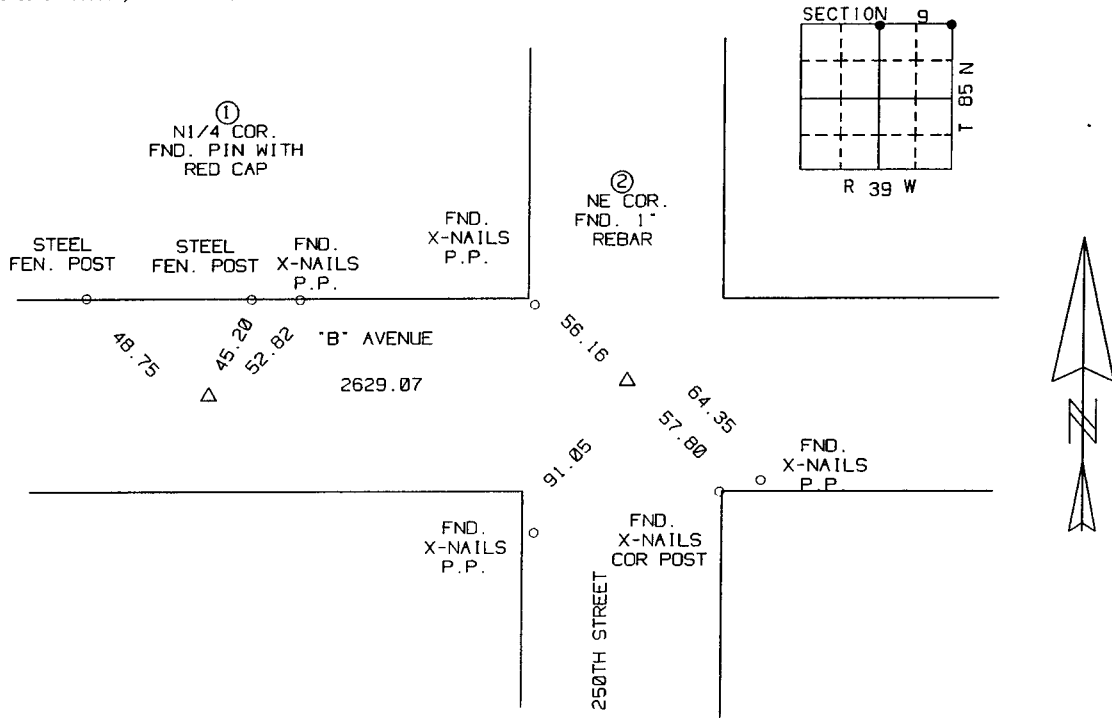 SECTION 9
T 85 N
R 39 W
①
N1/4 COR.
FND. PIN WITH
RED CAP
②
NE COR.
FND. 1"
REBAR
STEEL
FEN. POST
STEEL
FEN. POST
FND.
X-NAILS
P.P.
FND.
X-NAILS
P.P.
48.75
45.20
52.82
"B" AVENUE
2629.07
56.16
64.35
57.80
91.05
FND.
X-NAILS
P.P.
FND.
X-NAILS
P.P.
FND.
X-NAILS
COR POST
250TH STREET
N